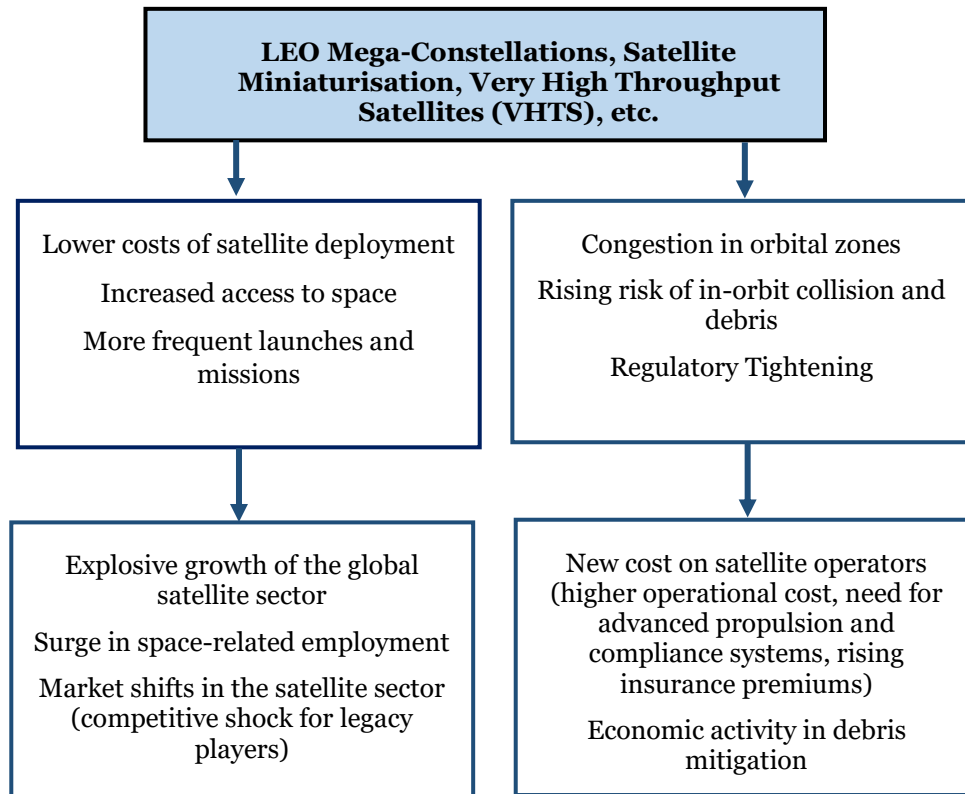 LEO Mega-Constellations, Satellite
Miniaturisation, Very High Throughput
Satellites (VHTS), etc.
Lower costs of satellite deployment
Increased access to space
More frequent launches and
missions
Congestion in orbital zones
Rising risk of in-orbit collision and
debris
Regulatory Tightening
Explosive growth of the global
satellite sector
Surge in space-related employment
Market shifts in the satellite sector
(competitive shock for legacy
players)
New cost on satellite operators
(higher operational cost, need for
advanced propulsion and
compliance systems, rising
insurance premiums)
Economic activity in debris
mitigation